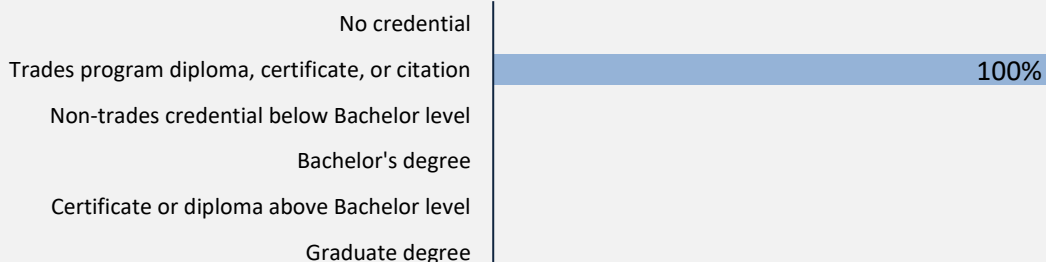 No credential
Trades program diploma, certificate, or citation 100%
Non-trades credential below Bachelor level
Bachelor's degree
Certificate or diploma above Bachelor level
Graduate degree